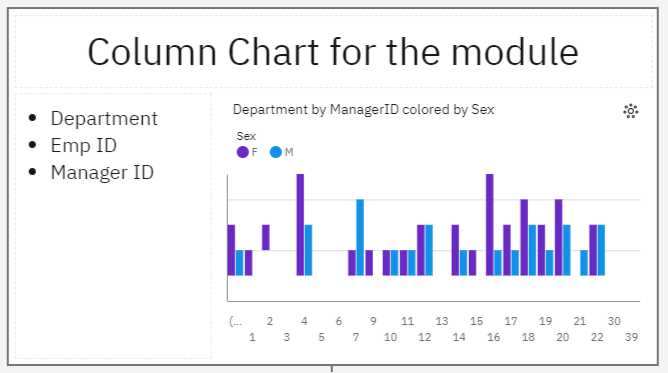 Column Chart for the module
• Department
• Emp ID
• Manager ID
Department by ManagerID colored by Sex
Sex
F M
(... 2 4 6 9 11 13 15 17 19 21 30
1 3 5 7 10 12 14 16 18 20 22 39